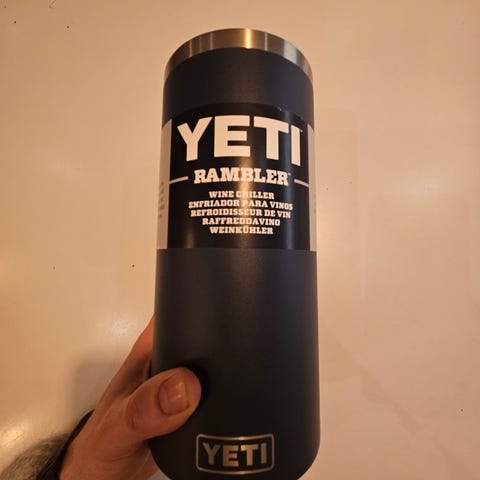 YETI
RAMBLER
WINE CHILLER
ENFRIADOR PARA VINOS
REFROIDISSEUR DE VIN
RAFFREDDAVINO
WEINKÜHLER
YETI